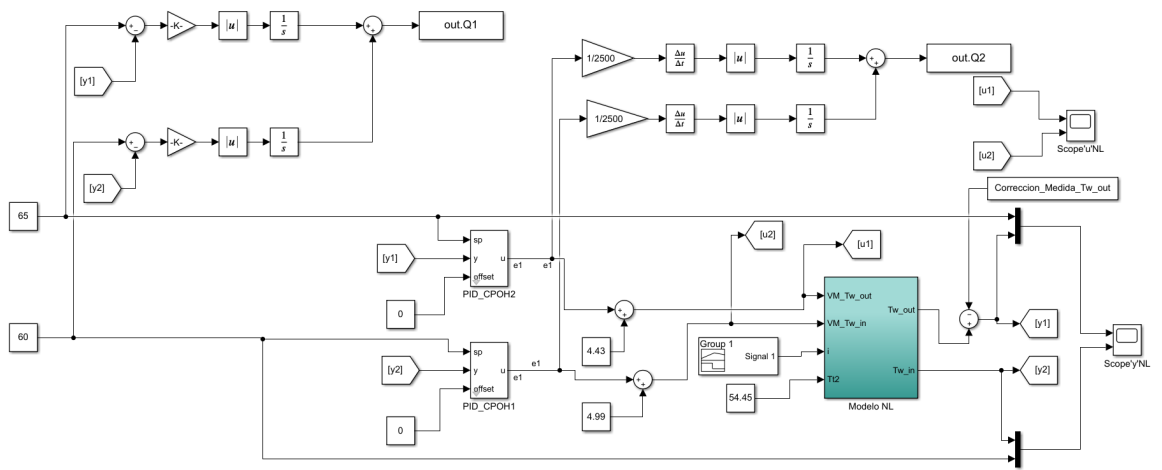 -K-
|u|
1
s
out.Q1
[y1]
1/2500
Δu
Δt
|u|
1
s
out.Q2
[u1]
1/2500
Δu
Δt
|u|
1
s
-K-
|u|
1
s
[u2]
Scope'u'NL
[y2]
Correccion_Medida_Tw_out
65
[y1]
sp
y
offset
u
e1
e1
PID_CPOH2
0
[u2]
[u1]
60
4.43
VM_Tw_out
VM_Tw_in
i
Tt2
Tw_out
Tw_in
Modelo NL
[y1]
Scope'y'NL
[y2]
Group 1
Signal 1
54.45
[y2]
sp
y
offset
u
e1
e1
PID_CPOH1
0
4.99